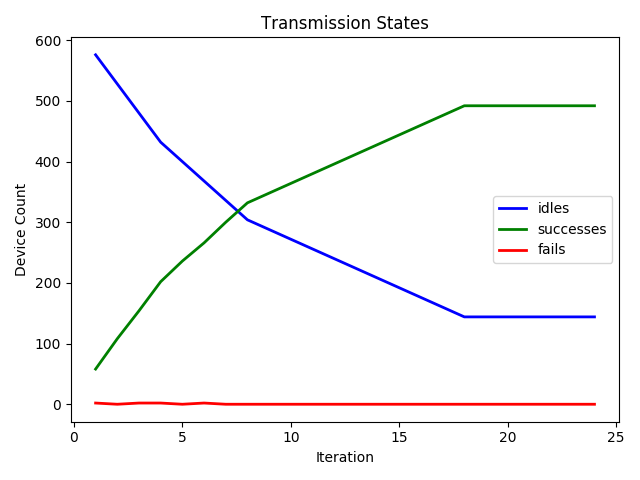 Transmission States
Device Count
600
500
400
300
200
100
0
idles
successes
fails
0 5 10 15 20 25
Iteration